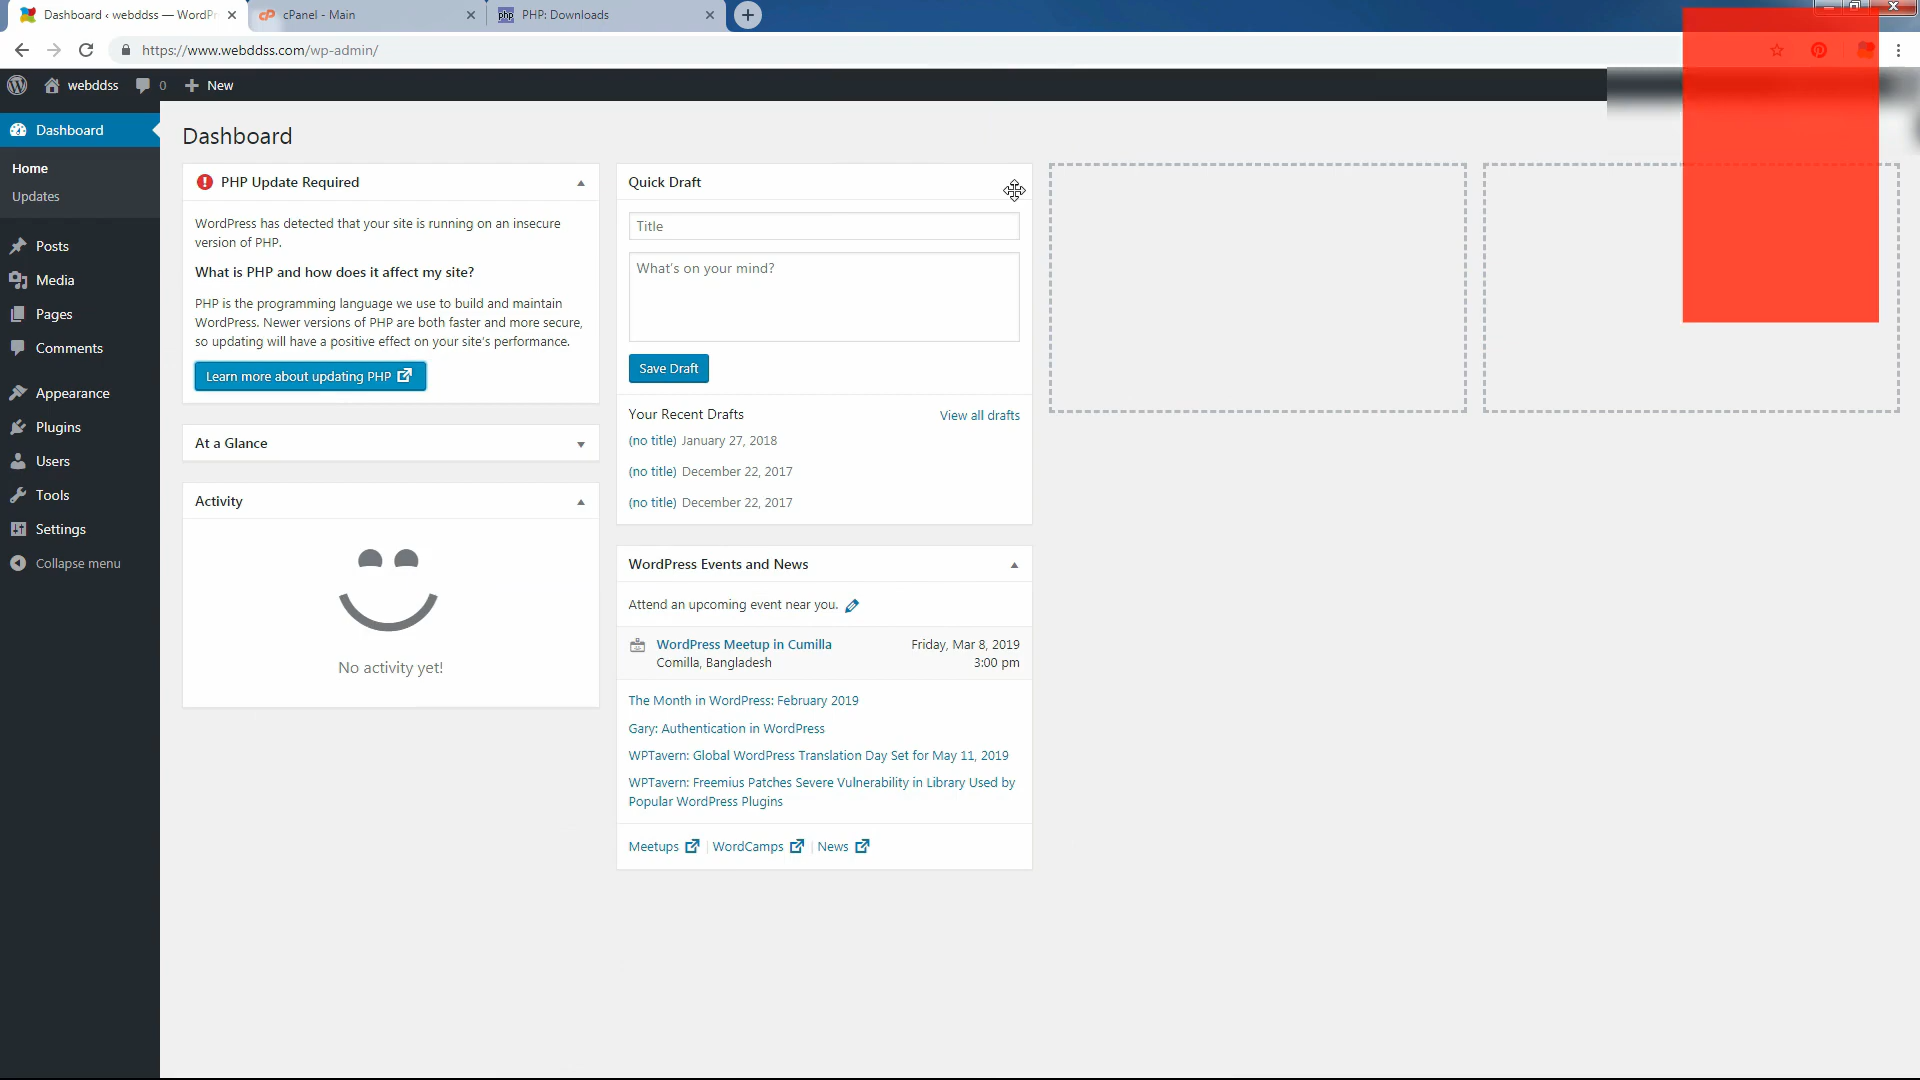 Dashboard ‹ webddss — WordPr
cPanel - Main
PHP: Downloads
https://www.webddss.com/wp-admin/
webddss
0
New
Dashboard
Home
Updates
Posts
Media
Pages
Comments
Appearance
Plugins
Users
Tools
Settings
Collapse menu
Dashboard
PHP Update Required
WordPress has detected that your site is running on an insecure
version of PHP.
What is PHP and how does it affect my site?
PHP is the programming language we use to build and maintain
WordPress. Newer versions of PHP are both faster and more secure,
so updating will have a positive effect on your site's performance.
Learn more about updating PHP
At a Glance
Activity
No activity yet!
Quick Draft
Title
What's on your mind?
Save Draft
Your Recent Drafts
View all drafts
(no title) January 27, 2018
(no title) December 22, 2017
(no title) December 22, 2017
WordPress Events and News
Attend an upcoming event near you.
WordPress Meetup in Cumilla
Friday, Mar 8, 2019
Comilla, Bangladesh
3:00 pm
The Month in WordPress: February 2019
Gary: Authentication in WordPress
WPTavern: Global WordPress Translation Day Set for May 11, 2019
WPTavern: Freemius Patches Severe Vulnerability in Library Used by
Popular WordPress Plugins
Meetups | WordCamps | News